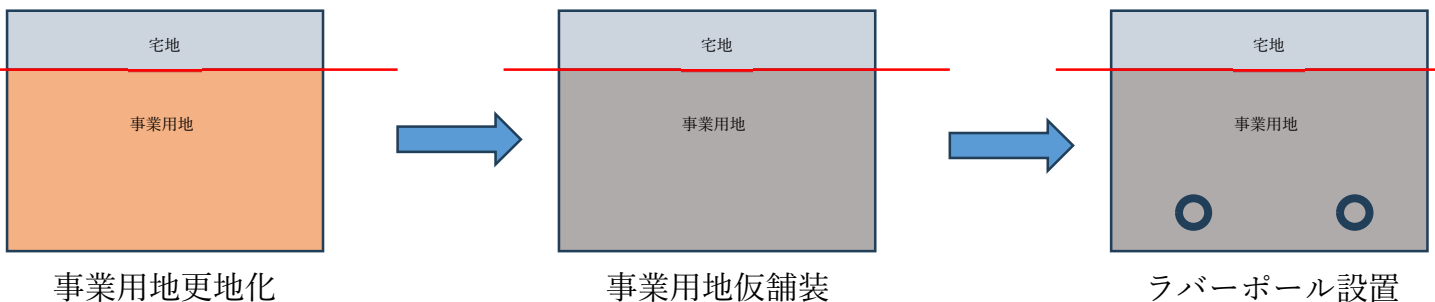 宅地
事業用地
事業用地更地化
宅地
事業用地
事業用地仮舗装
宅地
事業用地
ラバーポール設置